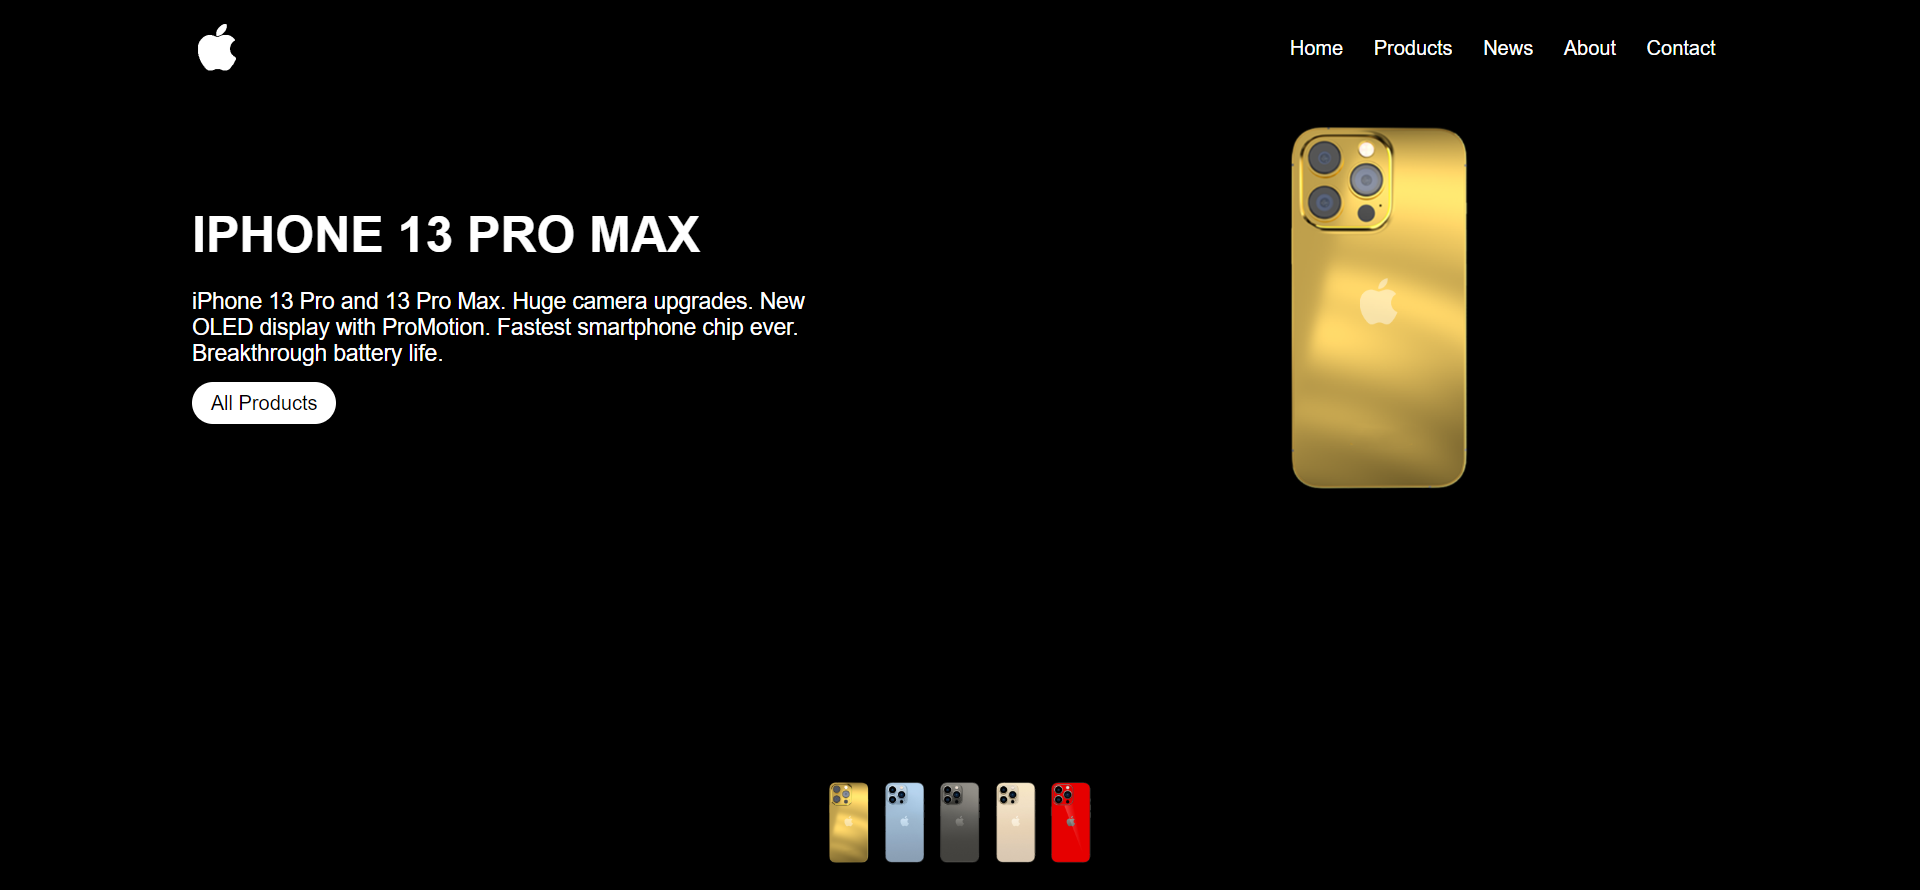 Home Products News About Contact
IPHONE 13 PRO MAX
iPhone 13 Pro and 13 Pro Max. Huge camera upgrades. New
OLED display with ProMotion. Fastest smartphone chip ever.
Breakthrough battery life.
All Products